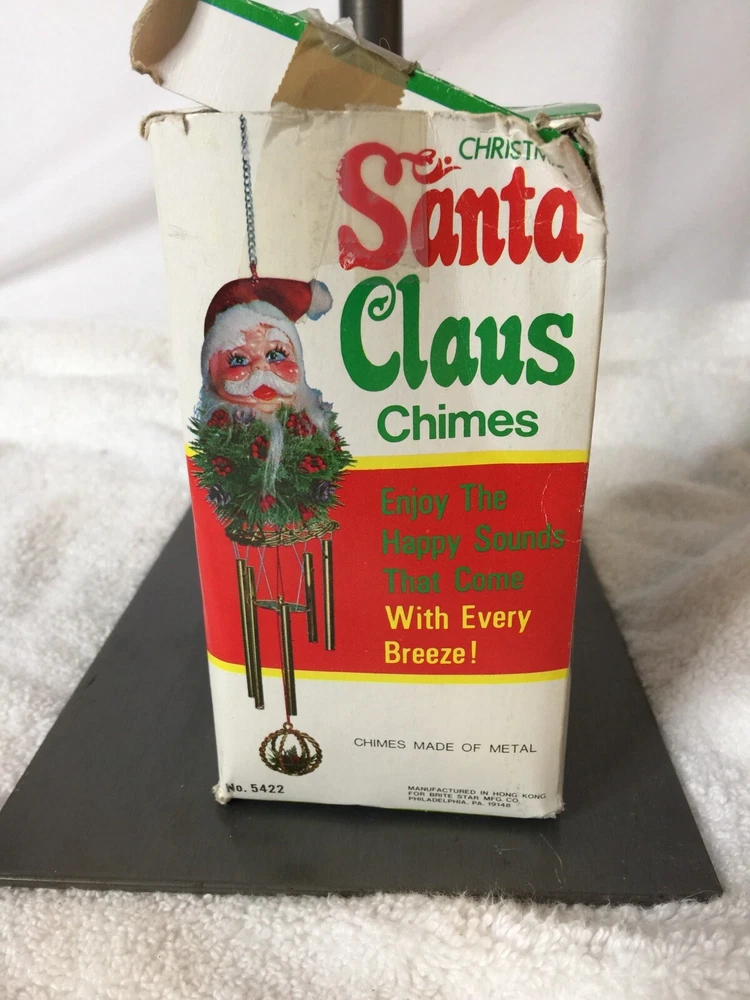 Santa
Claus
Chimes
Enjoy The
Happy Sounds
That Come
With Every
Breeze!
CHIMES MADE OF METAL
No. 5422
MANUFACTURED IN HONG KONG
FOR BRITE STAR MFG. CO.
PHILADELPHIA, PA. 19148